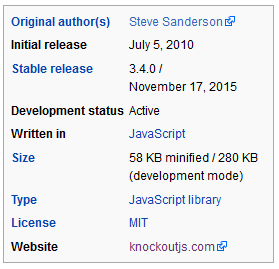 Original author(s) Steve Sanderson
Initial release July 5, 2010
Stable release 3.4.0 /
November 17, 2015
Development status Active
Written in JavaScript
Size 58 KB minified / 280 KB
(development mode)
Type JavaScript library
License MIT
Website knockoutjs.com